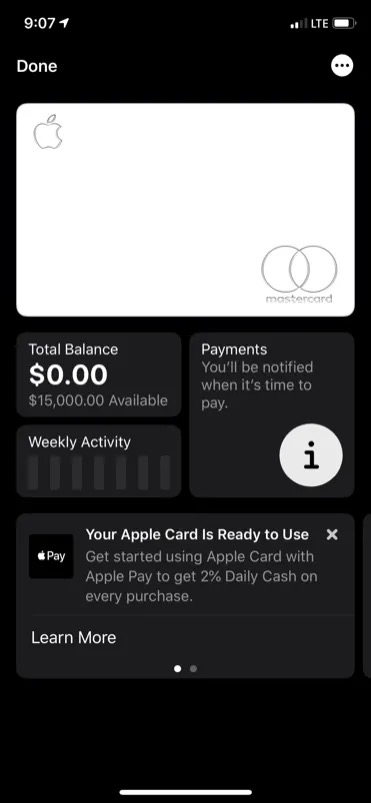 9:07
LTE
Done
mastercard
Total Balance
$0.00
$15,000.00 Available
Payments
You'll be notified
when it's time to
pay.
i
Weekly Activity
Pay
Your Apple Card Is Ready to Use
Get started using Apple Card with
Apple Pay to get 2% Daily Cash on
every purchase.
Learn More